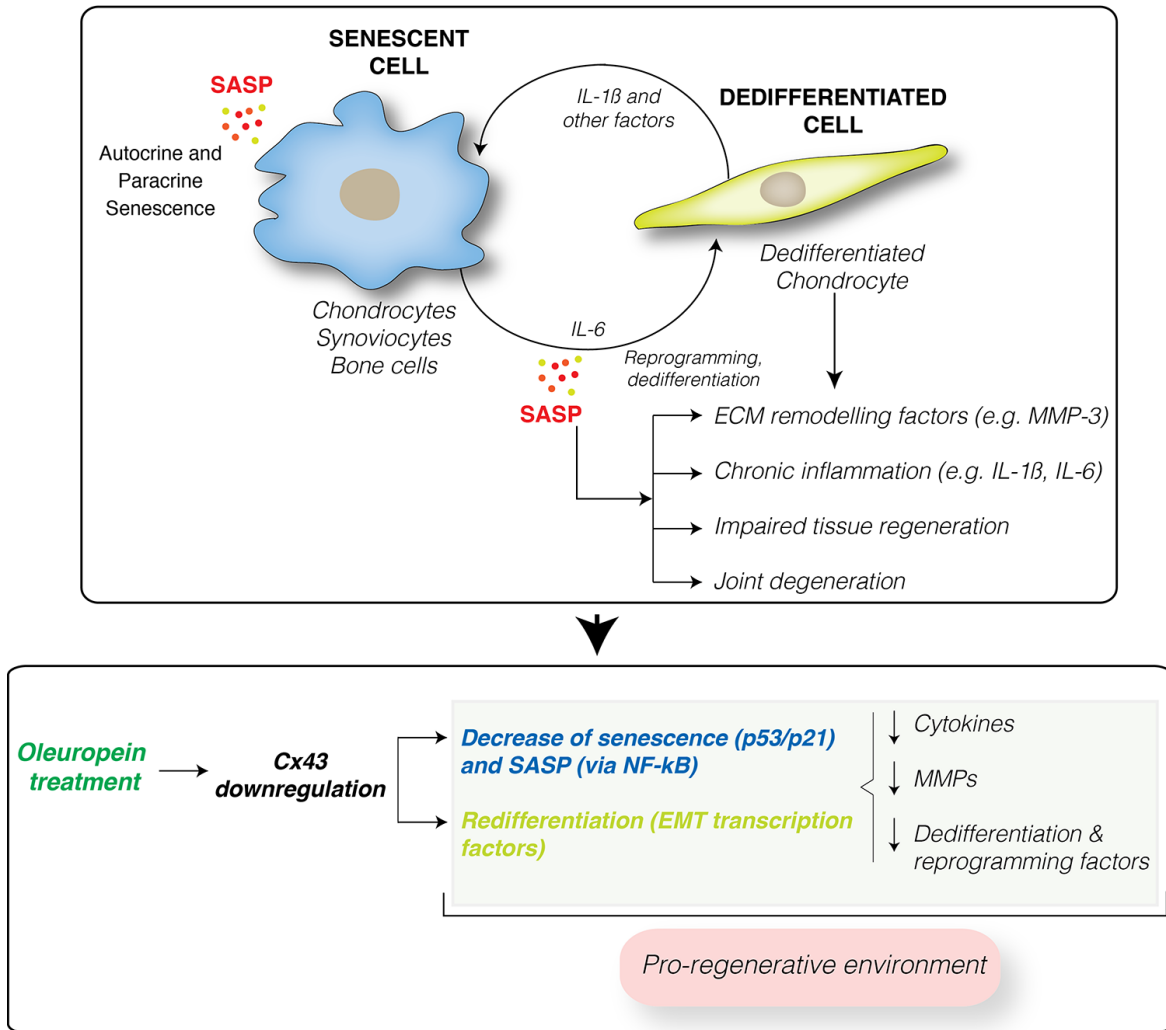 SENESCENT
CELL
SASP
Autocrine and
Paracrine
Senescence
IL-1ß and
other factors
DEDIFFERENTIATED
CELL
Dedifferentiated
Chondrocyte
Chondrocytes
Synoviocytes
Bone cells
IL-6
Reprogramming,
dedifferentiation
SASP
ECM remodelling factors (e.g. MMP-3)
Chronic inflammation (e.g. IL-1ß, IL-6)
Impaired tissue regeneration
Joint degeneration
Oleuropein
treatment
Cx43
downregulation
Decrease of senescence (p53/p21)
and SASP (via NF-kB)
Redifferentiation (EMT transcription
factors)
Cytokines
MMPs
Dedifferentiation &
reprogramming factors
Pro-regenerative environment